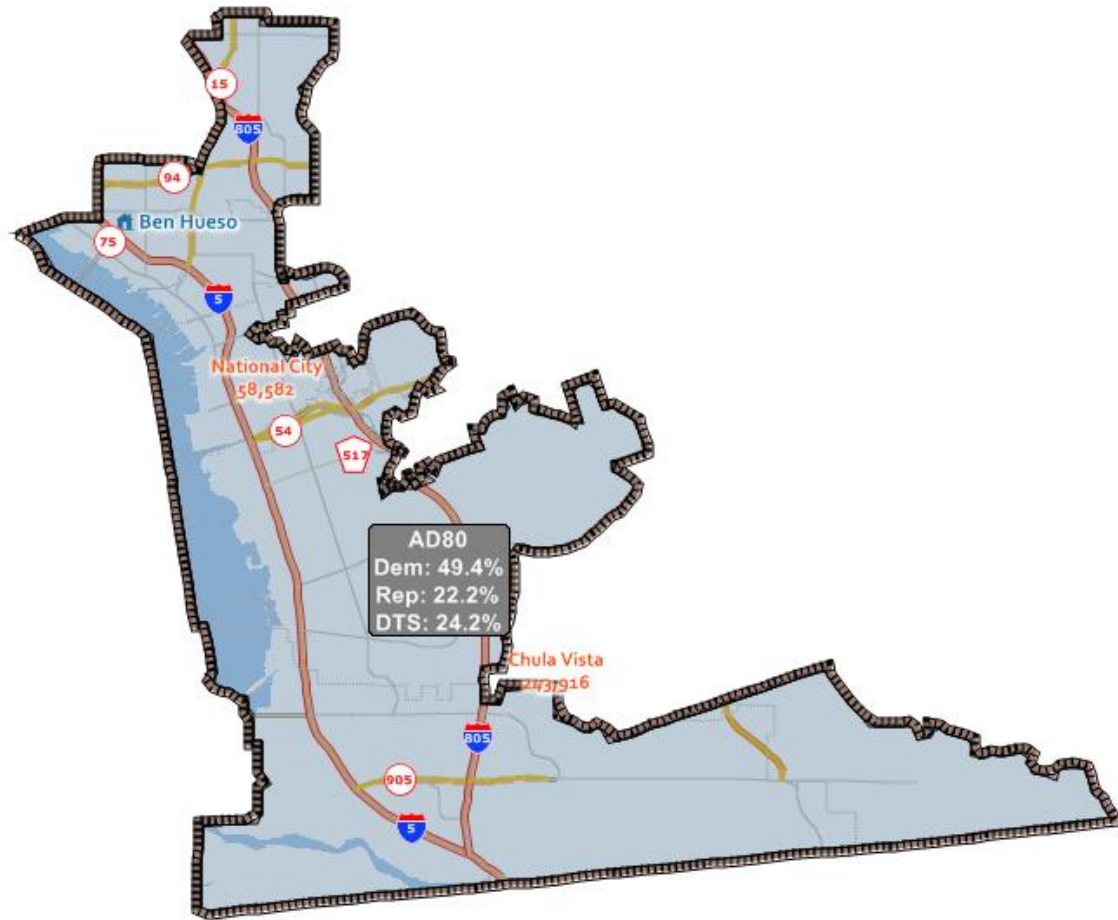 15
805
94
Ben Hueso
75
5
National City
58,582
54
517
AD80
Dem: 49.4%
Rep: 22.2%
DTS: 24.2%
Chula Vista
243,916
805
905
5